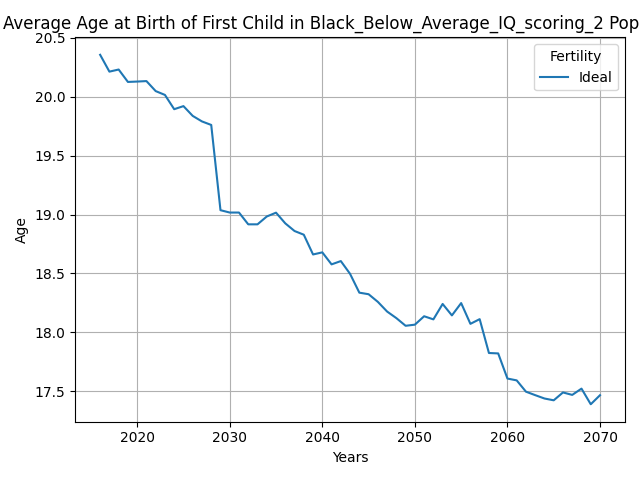 Average Age at Birth of First Child in Black_Below_Average_IQ_scoring_2 Pop
Fertility
Ideal
20.5
20.0
19.5
19.0
18.5
18.0
17.5
Age
2020 2030 2040 2050 2060 2070
Years